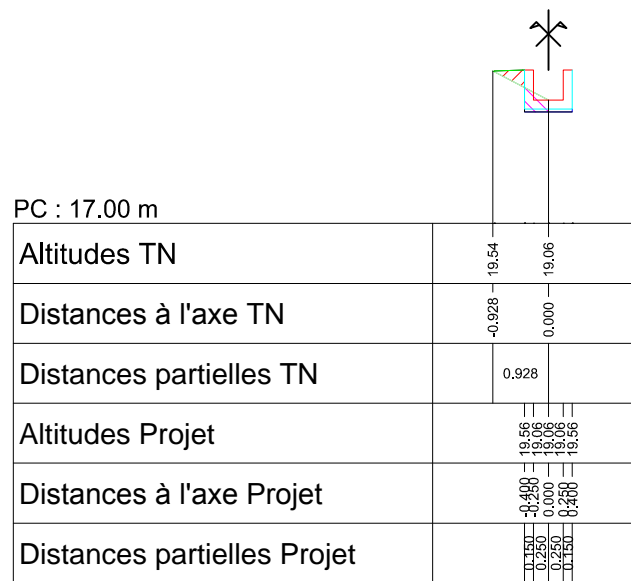 PC : 17.00 m
Altitudes TN 19.54 19.06
Distances à l'axe TN -0.928 0.000
Distances partielles TN 0.928
Altitudes Projet 19.56 19.06 19.06 19.06 19.56
Distances à l'axe Projet -0.400 -0.250 0.000 0.250 0.400
Distances partielles Projet 0.150 0.250 0.250 0.150